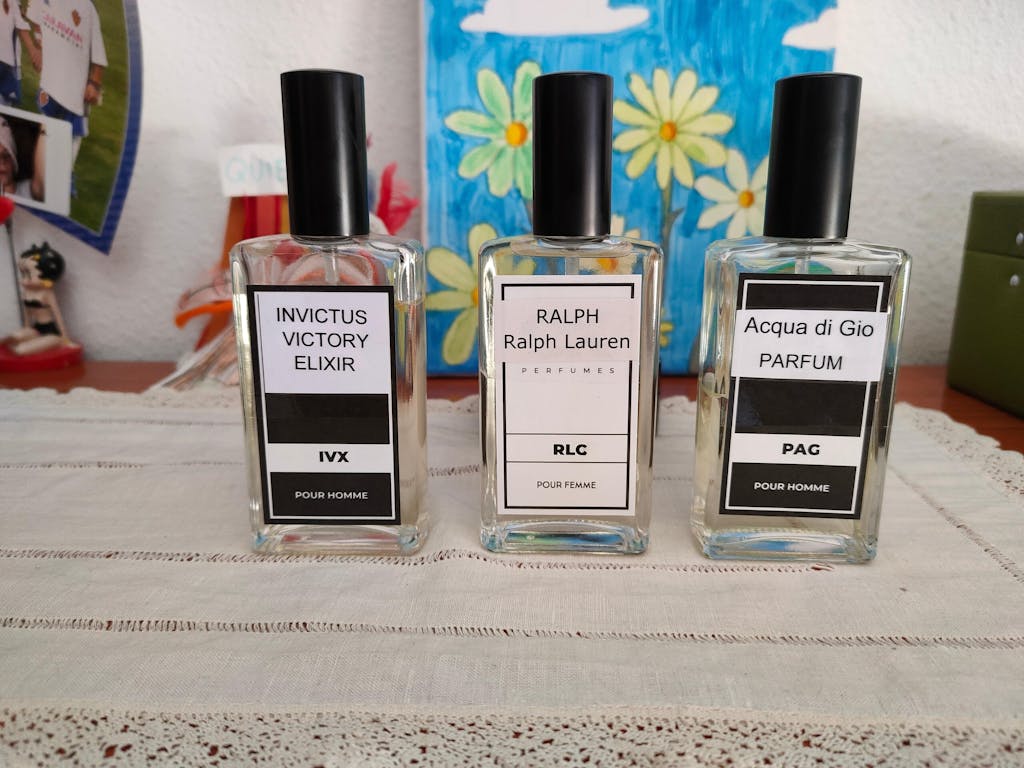 QUIE
INVICTUS
VICTORY
ELIXIR
IVX
POUR HOMME
RALPH
Ralph Lauren
PERFUMES
RLG
POUR FEMME
Acqua di Gio
PARFUM
PAG
POUR HOMME